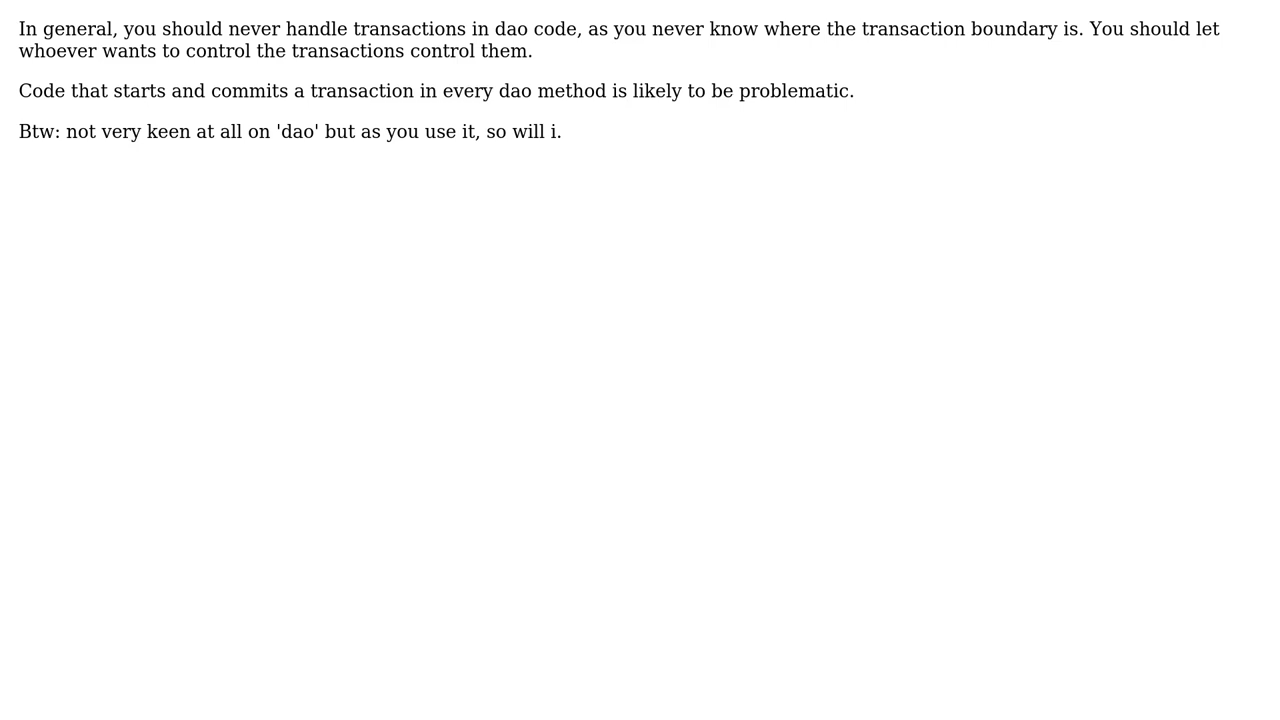 In general, you should never handle transactions in dao code, as you never know where the transaction boundary is. You should let
whoever wants to control the transactions control them.
Code that starts and commits a transaction in every dao method is likely to be problematic.
Btw: not very keen at all on 'dao' but as you use it, so will i.